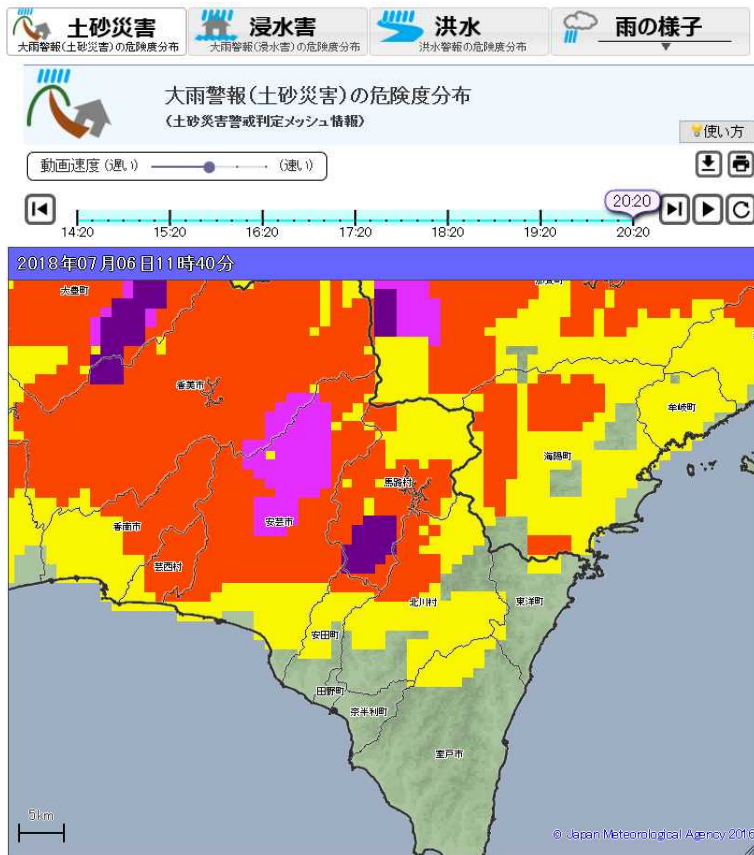 土砂災害
大雨警報(土砂災害)の危険度分布
浸水害
大雨警報(浸水害)の危険度分布
洪水
洪水警報の危険度分布
雨の様子
▼
大雨警報(土砂災害)の危険度分布
(土砂災害警戒判定メッシュ情報)
使い方
動画速度(遅い)
(速い)
20:20
14:20 15:20 16:20 17:20 18:20 19:20 20:20
2018年07月06日11時40分
大豊町
香美市
牟岐町
海陽町
馬路村
香南市
安芸市
芸西村
北川村
東洋町
安田町
田野町
奈半利町
室戸市
5km
© Japan Meteorological Agency 2016